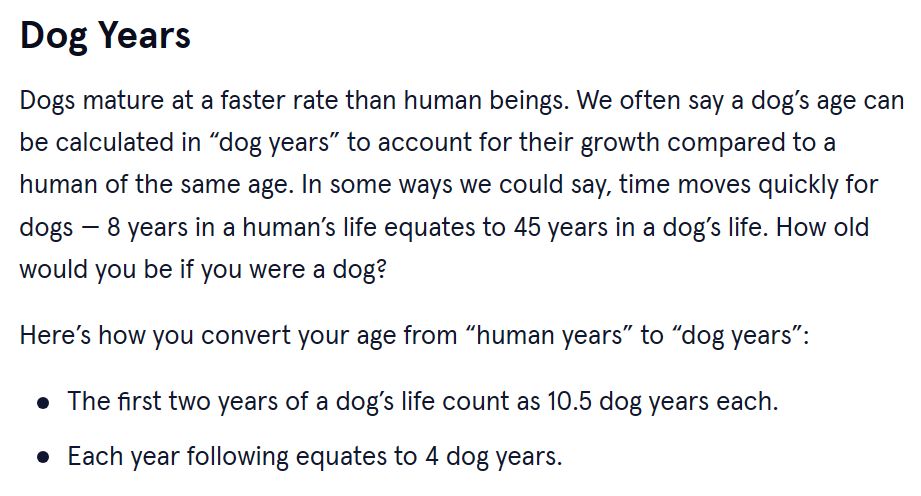 Dog Years
Dogs mature at a faster rate than human beings. We often say a dog’s age can
be calculated in “dog years” to account for their growth compared to a
human of the same age. In some ways we could say, time moves quickly for
dogs — 8 years in a human’s life equates to 45 years in a dog’s life. How old
would you be if you were a dog?
Here’s how you convert your age from “human years” to “dog years”:
● The first two years of a dog’s life count as 10.5 dog years each.
● Each year following equates to 4 dog years.